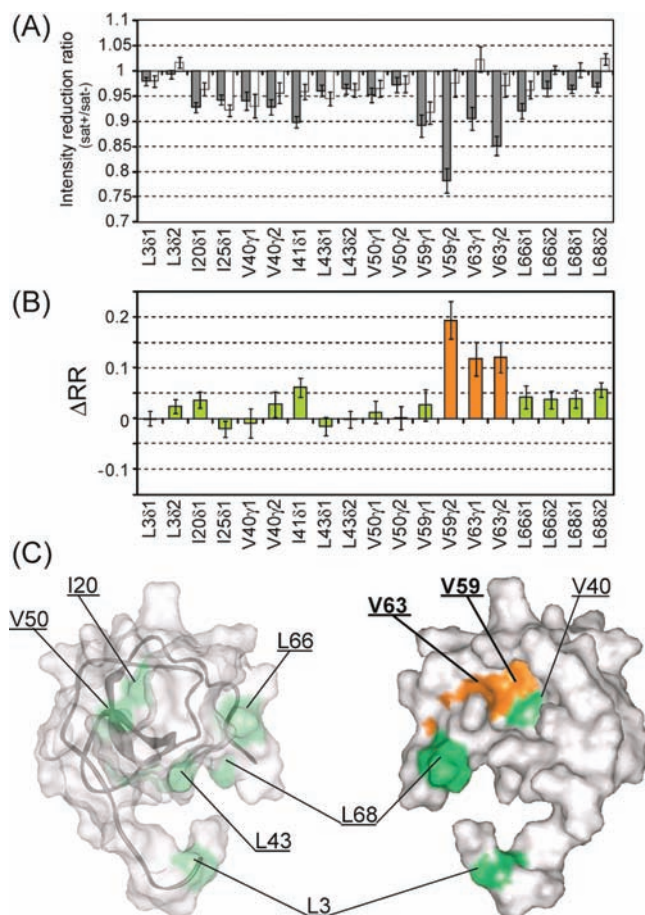 (A)
Intensity reduction ratio
(sat+/sat-)
1.1
1.05
1
0.95
0.9
0.85
0.8
0.75
0.7
L3δ1 L3δ2 I20δ1 I25δ1 V40γ1 V40γ2 I41δ1 L43δ1 L43δ2 V50γ1 V50γ2 V59γ1 V59γ2 V63γ1 V63γ2 L66δ1 L66δ2 L68δ1 L68δ2
(B)
ΔRR
0.2
0.1
0
-0.1
L3δ1 L3δ2 I20δ1 I25δ1 V40γ1 V40γ2 I41δ1 L43δ1 L43δ2 V50γ1 V50γ2 V59γ1 V59γ2 V63γ1 V63γ2 L66δ1 L66δ2 L68δ1 L68δ2
(C)
I20
V50
L66
V63
V59
V40
L68
L43
L3